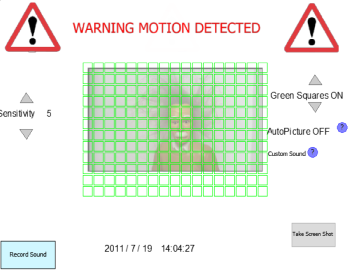 WARNING MOTION DETECTED
Green Squares ON
Sensitivity 5
AutoPicture OFF ?
Custom Sound ?
Take Screen Shot
Record Sound
2011 / 7 / 19 14:04:27